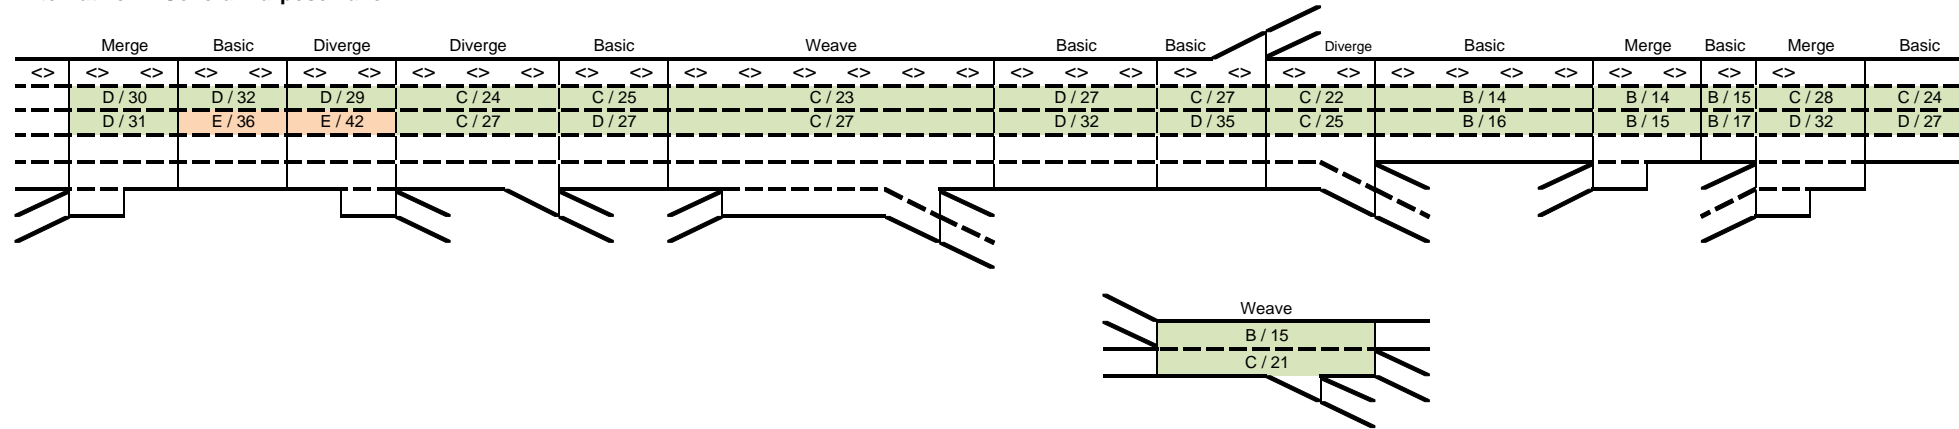 Merge Basic Diverge Diverge Basic Weave Basic Basic Diverge Basic Merge Basic Merge Basic
<> <> <> <> <> <> <> <> <> <> <> <> <> <> <> <> <> <> <> <> <> <> <> <> <> <> <> <> <> <> <> <> <>
D / 30 D / 32 D / 29 C / 24 C / 25 C / 23 D / 27 C / 27 C / 22 B / 14 B / 14 B / 15 C / 28 C / 24
D / 31 E / 36 E / 42 C / 27 D / 27 C / 27 D / 32 D / 35 C / 25 B / 16 B / 15 B / 17 D / 32 D / 27
Weave
B / 15
C / 21